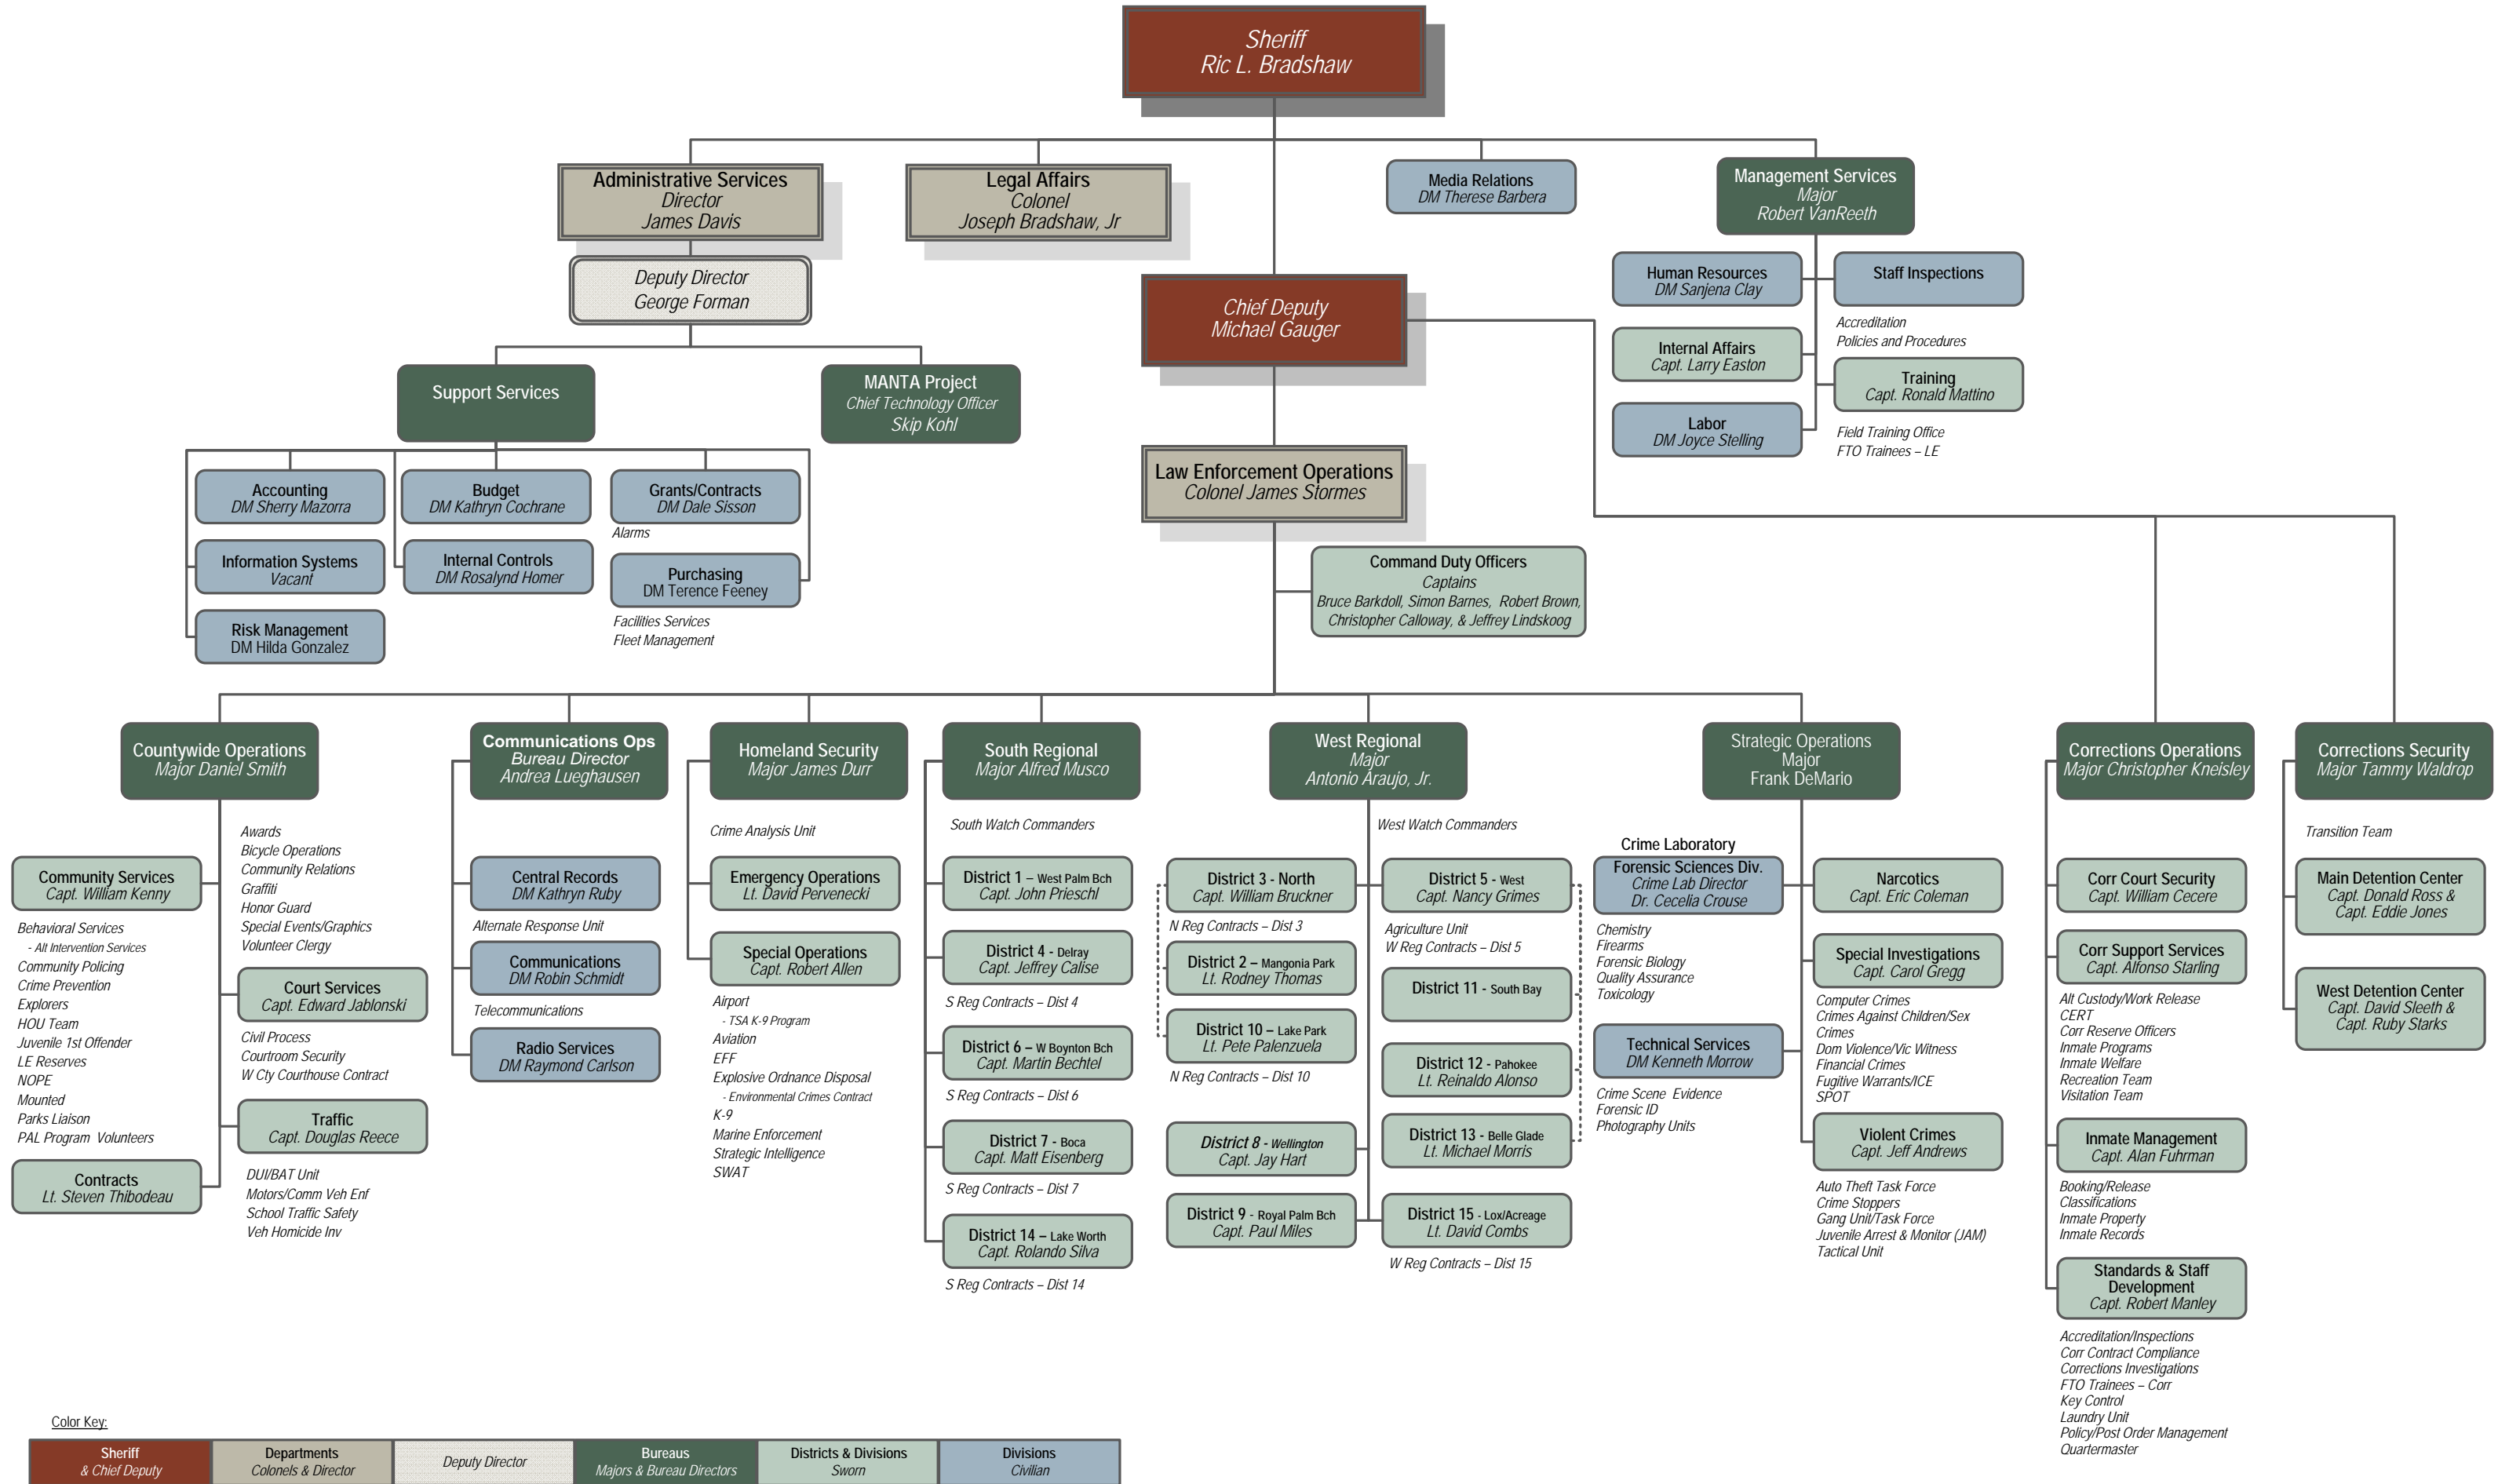 Sheriff
Ric L. Bradshaw
Administrative Services
Director
James Davis
Legal Affairs
Colonel
Joseph Bradshaw, Jr
Media Relations
DM Therese Barbera
Management Services
Major
Robert VanReeth
Deputy Director
George Forman
Chief Deputy
Michael Gauger
Human Resources
DM Sanjena Clay
Staff Inspections
Accreditation
Policies and Procedures
Internal Affairs
Capt. Larry Easton
Training
Capt. Ronald Mattino
Labor
DM Joyce Stelling
Field Training Office
FTO Trainees – LE
Support Services
MANTA Project
Chief Technology Officer
Skip Kohl
Law Enforcement Operations
Colonel James Stormes
Accounting
DM Sherry Mazorra
Budget
DM Kathryn Cochrane
Grants/Contracts
DM Dale Sisson
Alarms
Information Systems
Vacant
Internal Controls
DM Rosalynd Homer
Purchasing
DM Terence Feeney
Facilities Services
Fleet Management
Risk Management
DM Hilda Gonzalez
Command Duty Officers
Captains
Bruce Barkdoll, Simon Barnes, Robert Brown,
Christopher Calloway, & Jeffrey Lindskoog
Countywide Operations
Major Daniel Smith
Awards
Bicycle Operations
Community Relations
Graffiti
Honor Guard
Special Events/Graphics
Volunteer Clergy
Community Services
Capt. William Kenny
Behavioral Services
- Alt Intervention Services
Community Policing
Crime Prevention
Explorers
HOU Team
Juvenile 1st Offender
LE Reserves
NOPE
Mounted
Parks Liaison
PAL Program Volunteers
Court Services
Capt. Edward Jablonski
Civil Process
Courtroom Security
W Cty Courthouse Contract
Traffic
Capt. Douglas Reece
DUI/BAT Unit
Motors/Comm Veh Enf
School Traffic Safety
Veh Homicide Inv
Contracts
Lt. Steven Thibodeau
Communications Ops
Bureau Director
Andrea Lueghausen
Central Records
DM Kathryn Ruby
Alternate Response Unit
Communications
DM Robin Schmidt
Telecommunications
Radio Services
DM Raymond Carlson
Homeland Security
Major James Durr
Crime Analysis Unit
Emergency Operations
Lt. David Pervenecki
Special Operations
Capt. Robert Allen
Airport
- TSA K-9 Program
Aviation
EFF
Explosive Ordnance Disposal
- Environmental Crimes Contract
K-9
Marine Enforcement
Strategic Intelligence
SWAT
South Regional
Major Alfred Musco
South Watch Commanders
District 1 – West Palm Bch
Capt. John Prieschl
District 4 - Delray
Capt. Jeffrey Calise
S Reg Contracts – Dist 4
District 6 – W Boynton Bch
Capt. Martin Bechtel
S Reg Contracts – Dist 6
District 7 - Boca
Capt. Matt Eisenberg
S Reg Contracts – Dist 7
District 14 – Lake Worth
Capt. Rolando Silva
S Reg Contracts – Dist 14
West Regional
Major
Antonio Araujo, Jr.
West Watch Commanders
District 3 - North
Capt. William Bruckner
N Reg Contracts – Dist 3
District 2 – Mangonia Park
Lt. Rodney Thomas
District 10 – Lake Park
Lt. Pete Palenzuela
N Reg Contracts – Dist 10
District 8 - Wellington
Capt. Jay Hart
District 9 - Royal Palm Bch
Capt. Paul Miles
District 5 - West
Capt. Nancy Grimes
Agriculture Unit
W Reg Contracts – Dist 5
District 11 - South Bay
District 12 - Pahokee
Lt. Reinaldo Alonso
District 13 - Belle Glade
Lt. Michael Morris
District 15 - Lox/Acreage
Lt. David Combs
W Reg Contracts – Dist 15
Strategic Operations
Major
Frank DeMario
Crime Laboratory
Forensic Sciences Div.
Crime Lab Director
Dr. Cecelia Crouse
Chemistry
Firearms
Forensic Biology
Quality Assurance
Toxicology
Technical Services
DM Kenneth Morrow
Crime Scene Evidence
Forensic ID
Photography Units
Narcotics
Capt. Eric Coleman
Special Investigations
Capt. Carol Gregg
Computer Crimes
Crimes Against Children/Sex
Crimes
Dom Violence/Vic Witness
Financial Crimes
Fugitive Warrants/ICE
SPOT
Violent Crimes
Capt. Jeff Andrews
Auto Theft Task Force
Crime Stoppers
Gang Unit/Task Force
Juvenile Arrest & Monitor (JAM)
Tactical Unit
Corrections Operations
Major Christopher Kneisley
Corr Court Security
Capt. William Cecere
Corr Support Services
Capt. Alfonso Starling
Alt Custody/Work Release
CERT
Corr Reserve Officers
Inmate Programs
Inmate Welfare
Recreation Team
Visitation Team
Inmate Management
Capt. Alan Fuhrman
Booking/Release
Classifications
Inmate Property
Inmate Records
Standards & Staff
Development
Capt. Robert Manley
Accreditation/Inspections
Corr Contract Compliance
Corrections Investigations
FTO Trainees – Corr
Key Control
Laundry Unit
Policy/Post Order Management
Quartermaster
Corrections Security
Major Tammy Waldrop
Transition Team
Main Detention Center
Capt. Donald Ross &
Capt. Eddie Jones
West Detention Center
Capt. David Sleeth &
Capt. Ruby Starks
Color Key:
Sheriff
& Chief Deputy
Departments
Colonels & Director
Deputy Director
Bureaus
Majors & Bureau Directors
Districts & Divisions
Sworn
Divisions
Civilian